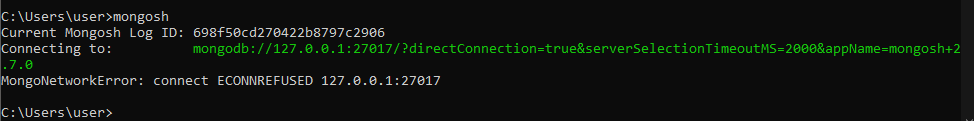 C:\Users\user>mongosh
Current Mongosh Log ID: 698f50cd270422b8797c2906
Connecting to:          mongodb://127.0.0.1:27017/?directConnection=true&serverSelectionTimeoutMS=2000&appName=mongosh+2
.7.0
MongoNetworkError: connect ECONNREFUSED 127.0.0.1:27017
C:\Users\user>